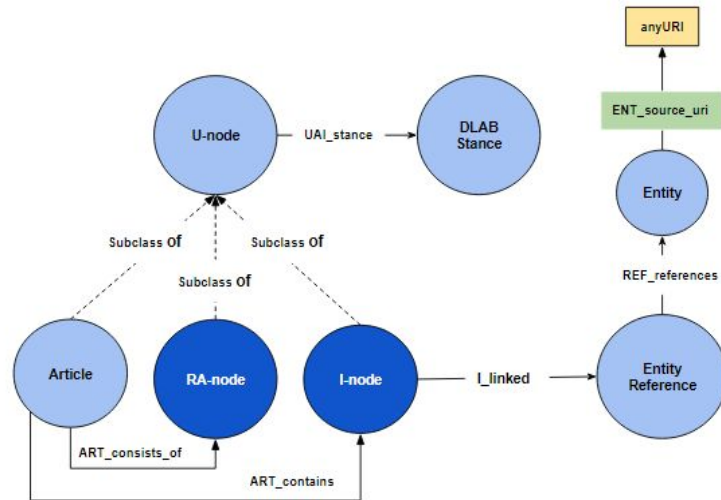 anyURI
ENT_source_uri
U-node
UAI_stance
DLAB
Stance
Entity
Subclass of
Subclass of
Subclass of
REF_references
Article
RA-node
I-node
I_linked
Entity
Reference
ART_consists_of
ART_contains